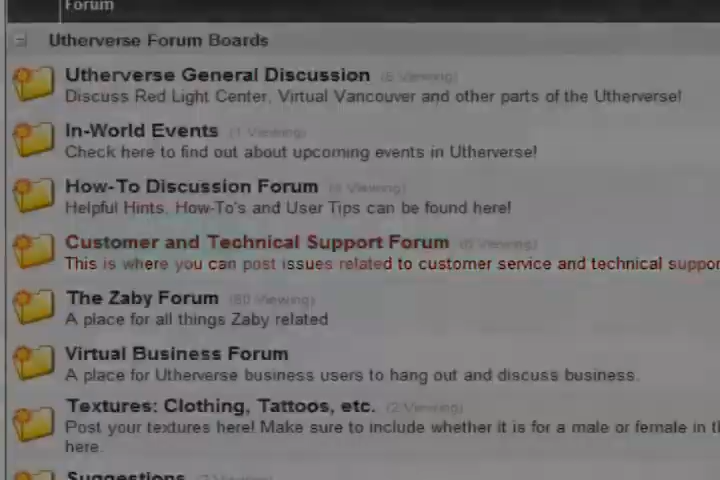 Forum
Utherverse Forum Boards
Utherverse General Discussion (5 Viewing)
Discuss Red Light Center, Virtual Vancouver and other parts of the Utherverse!
In-World Events (1 Viewing)
Check here to find out about upcoming events in Utherverse!
How-To Discussion Forum Viewing)
Helpful Hints, How-To's and User Tips can be found here!
Customer and Technical Support Forum Viewing)
This is where you can post issues related to customer service and technical suppor
The Zaby Forum (80 Viewing)
A place for all things Zaby related
Virtual Business Forum
A place for Utherverse business users to hang out and discuss business.
Textures: Clothing, Tattoos, etc. (2 Viewing)
Post your textures here! Make sure to include whether it is for a male or female in th
here.
Suggestions